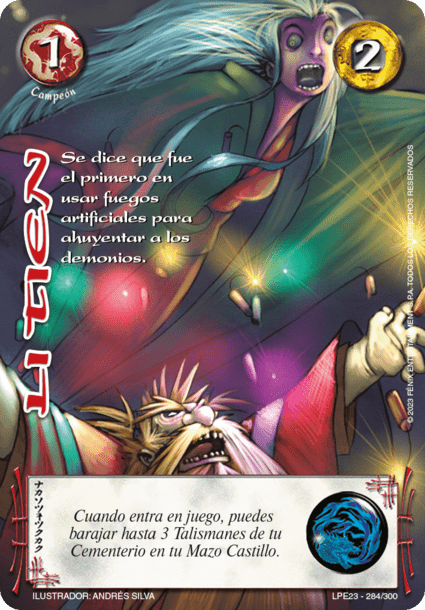 1
2
Campeón
LI TIEN
Se dice que fue
el primero en
usar fuegos
artificiales para
ahuyentar a los
demonios.
Cuando entra en juego, puedes
barajar hasta 3 Talismanes de tu
Cementerio en tu Mazo Castillo.
ILUSTRADOR: ANDRÉS SILVA
LPE23 - 284/300